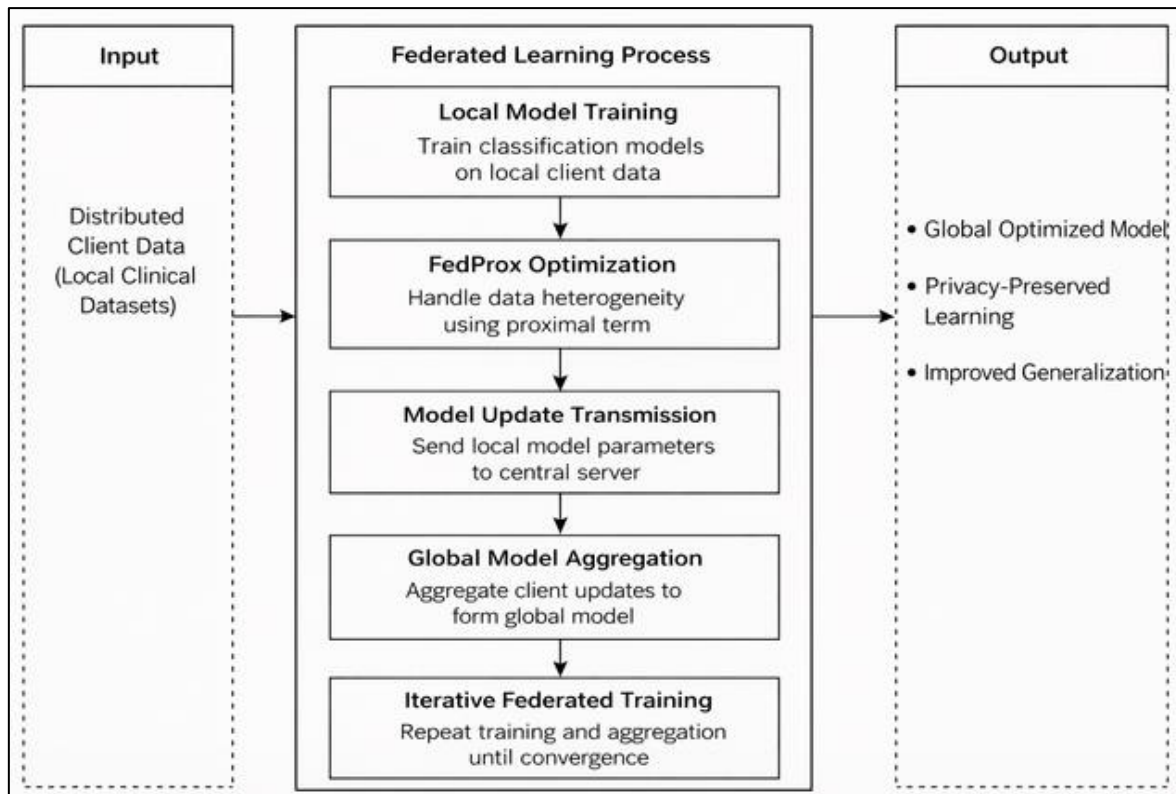 Input
Distributed
Client Data
(Local Clinical
Datasets)
Federated Learning Process
Local Model Training
Train classification models
on local client data
FedProx Optimization
Handle data heterogeneity
using proximal term
Model Update Transmission
Send local model parameters
to central server
Global Model Aggregation
Aggregate client updates to
form global model
Iterative Federated Training
Repeat training and aggregation
until convergence
Output
• Global Optimized Model
• Privacy-Preserved
Learning
• Improved Generalization